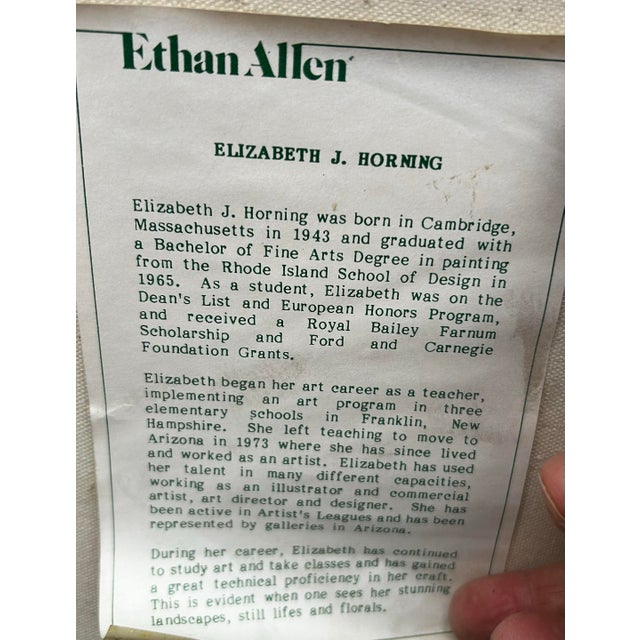 Ethan Allen
ELIZABETH J. HORNING
Elizabeth J. Horning was born in Cambridge,
Massachusetts in 1943 and graduated with
a Bachelor of Fine Arts Degree in painting
from the Rhode Island School of Design in
1965. As a student, Elizabeth was on the
Dean's List and European Honors Program,
and received a Royal Bailey Farnum
Scholarship and Ford and Carnegie
Foundation Grants.
Elizabeth began her art career as a teacher,
implementing an art program in three
elementary schools in Franklin, New
Hampshire. She left teaching to move to
Arizona in 1973 where she has since lived
and worked as an artist. Elizabeth has used
her talent in many different capacities,
working as an illustrator and commercial
artist, art director and designer. She has
been active in Artist's Leagues and has been
represented by galleries in Arizona.
During her career, Elizabeth has continued
to study art and take classes and has gained
a great technical proficiency in her craft.
This is evident when one sees her stunning
landscapes, still lifes and florals.